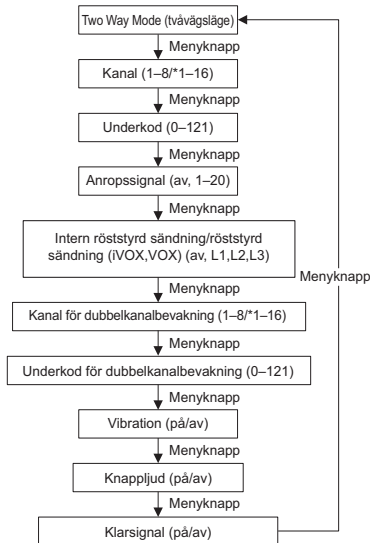 Two Way Mode (tvåvägsläge)
Menyknapp
Kanal (1–8/*1–16)
Menyknapp
Underkod (0–121)
Menyknapp
Anropssignal (av, 1–20)
Menyknapp
Intern röststyrd sändning/röststyrd
sändning (iVOX,VOX) (av, L1,L2,L3)
Menyknapp
Menyknapp
Kanal för dubbelkanalbevakning (1–8/*1–16)
Menyknapp
Underkod för dubbelkanalbevakning (0–121)
Menyknapp
Vibration (på/av)
Menyknapp
Knappljud (på/av)
Menyknapp
Klarsignal (på/av)